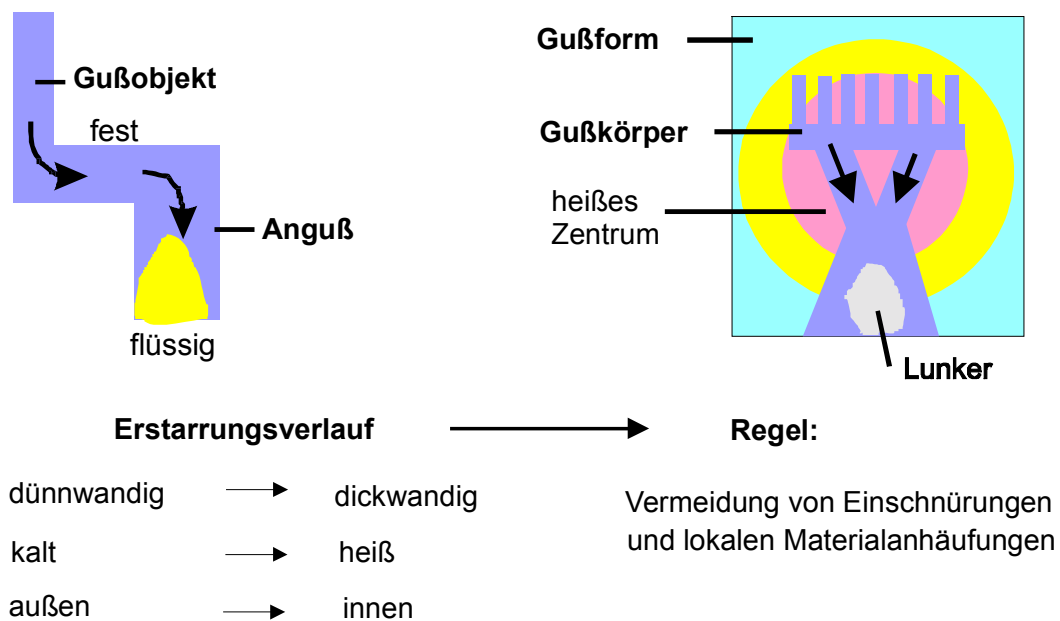 Gußobjekt
fest
Anguß
flüssig
Gußform
Gußkörper
heißes
Zentrum
Lunker
Erstarrungsverlauf
Regel:
dünnwandig dickwandig
kalt heiß
außen innen
Vermeidung von Einschnürungen
und lokalen Materialanhäufungen